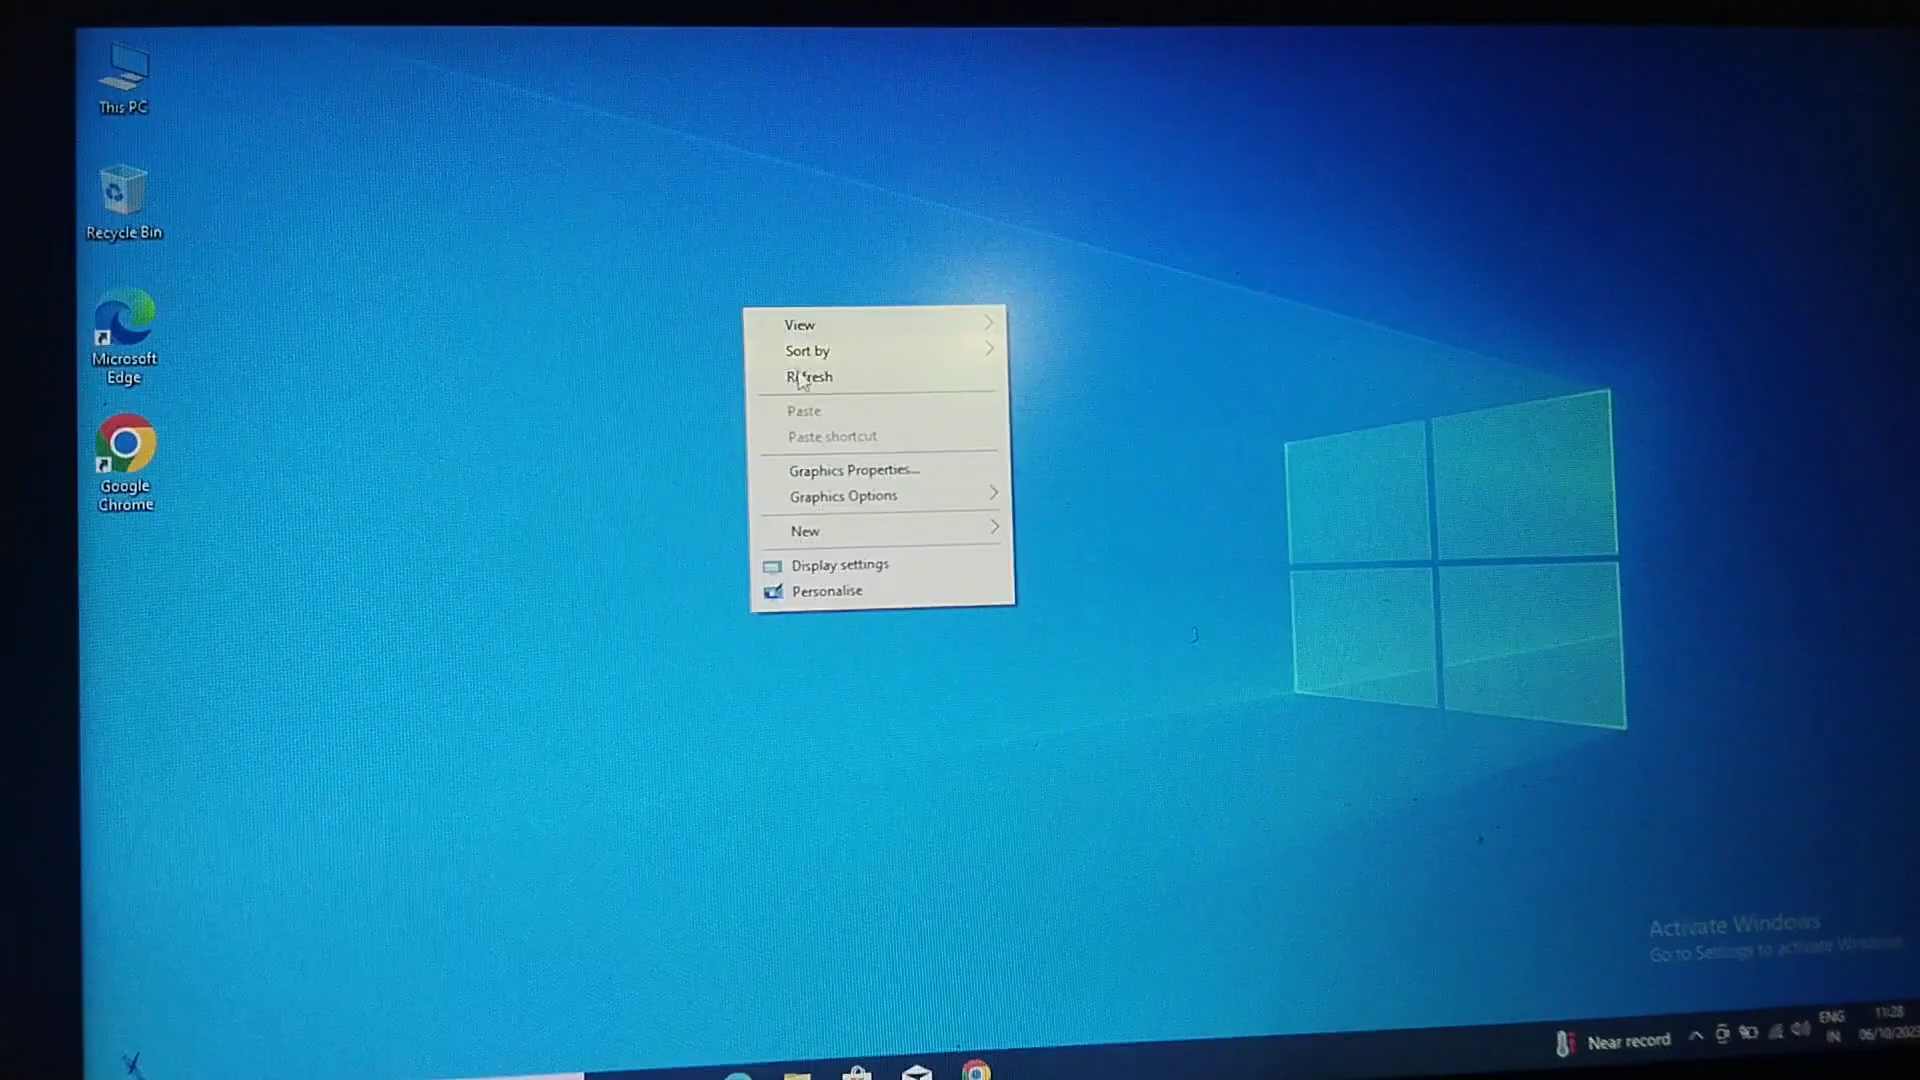 This PC
Recycle Bin
Microsoft
Edge
Google
Chrome
View
Sort by
Refresh
Paste
Paste shortcut
Graphics Properties...
Graphics Options
New
Display settings
Personalise
Activate Windows
Go to Settings to activate Windows.
Near record
ENG
IN
11:28
06/10/2023